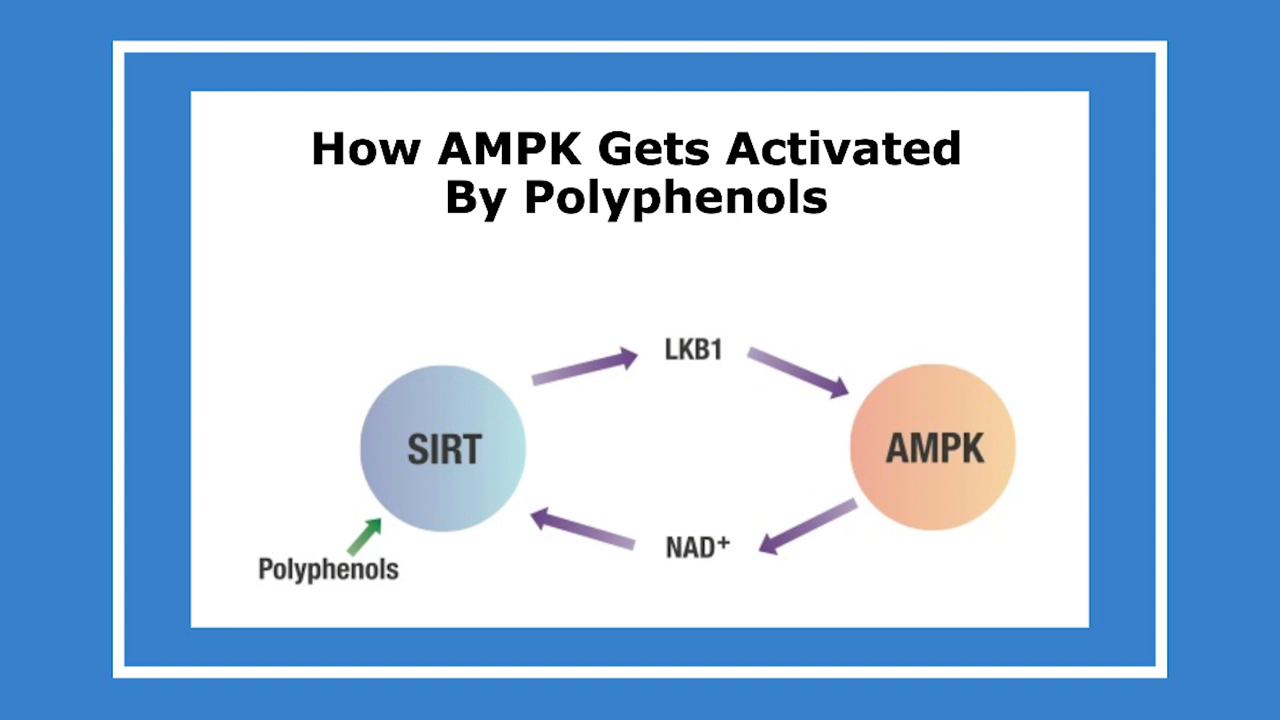 How AMPK Gets Activated
By Polyphenols
LKB1
SIRT
AMPK
NAD⁺
Polyphenols